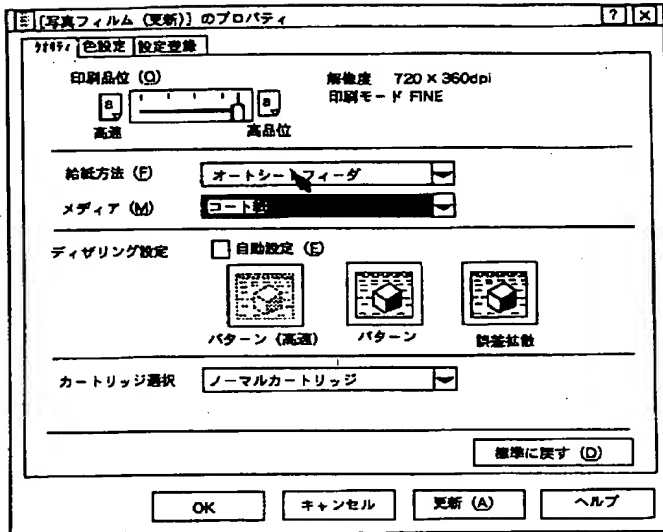 [写真フィルム (更新)] のプロパティ ? ×
クオリティ 色設定 設定登録
印刷品位 (Q) 解像度 720×360dpi
印刷モード FINE
a a
高速 高品位
給紙方法 (F) オートシートフィーダ
メディア (M) コート紙
ディザリング設定 自動設定 (E)
パターン (高速) パターン 誤差拡散
カートリッジ選択 ノーマルカートリッジ
標準に戻す (D)
OK キャンセル 更新 (A) ヘルプ